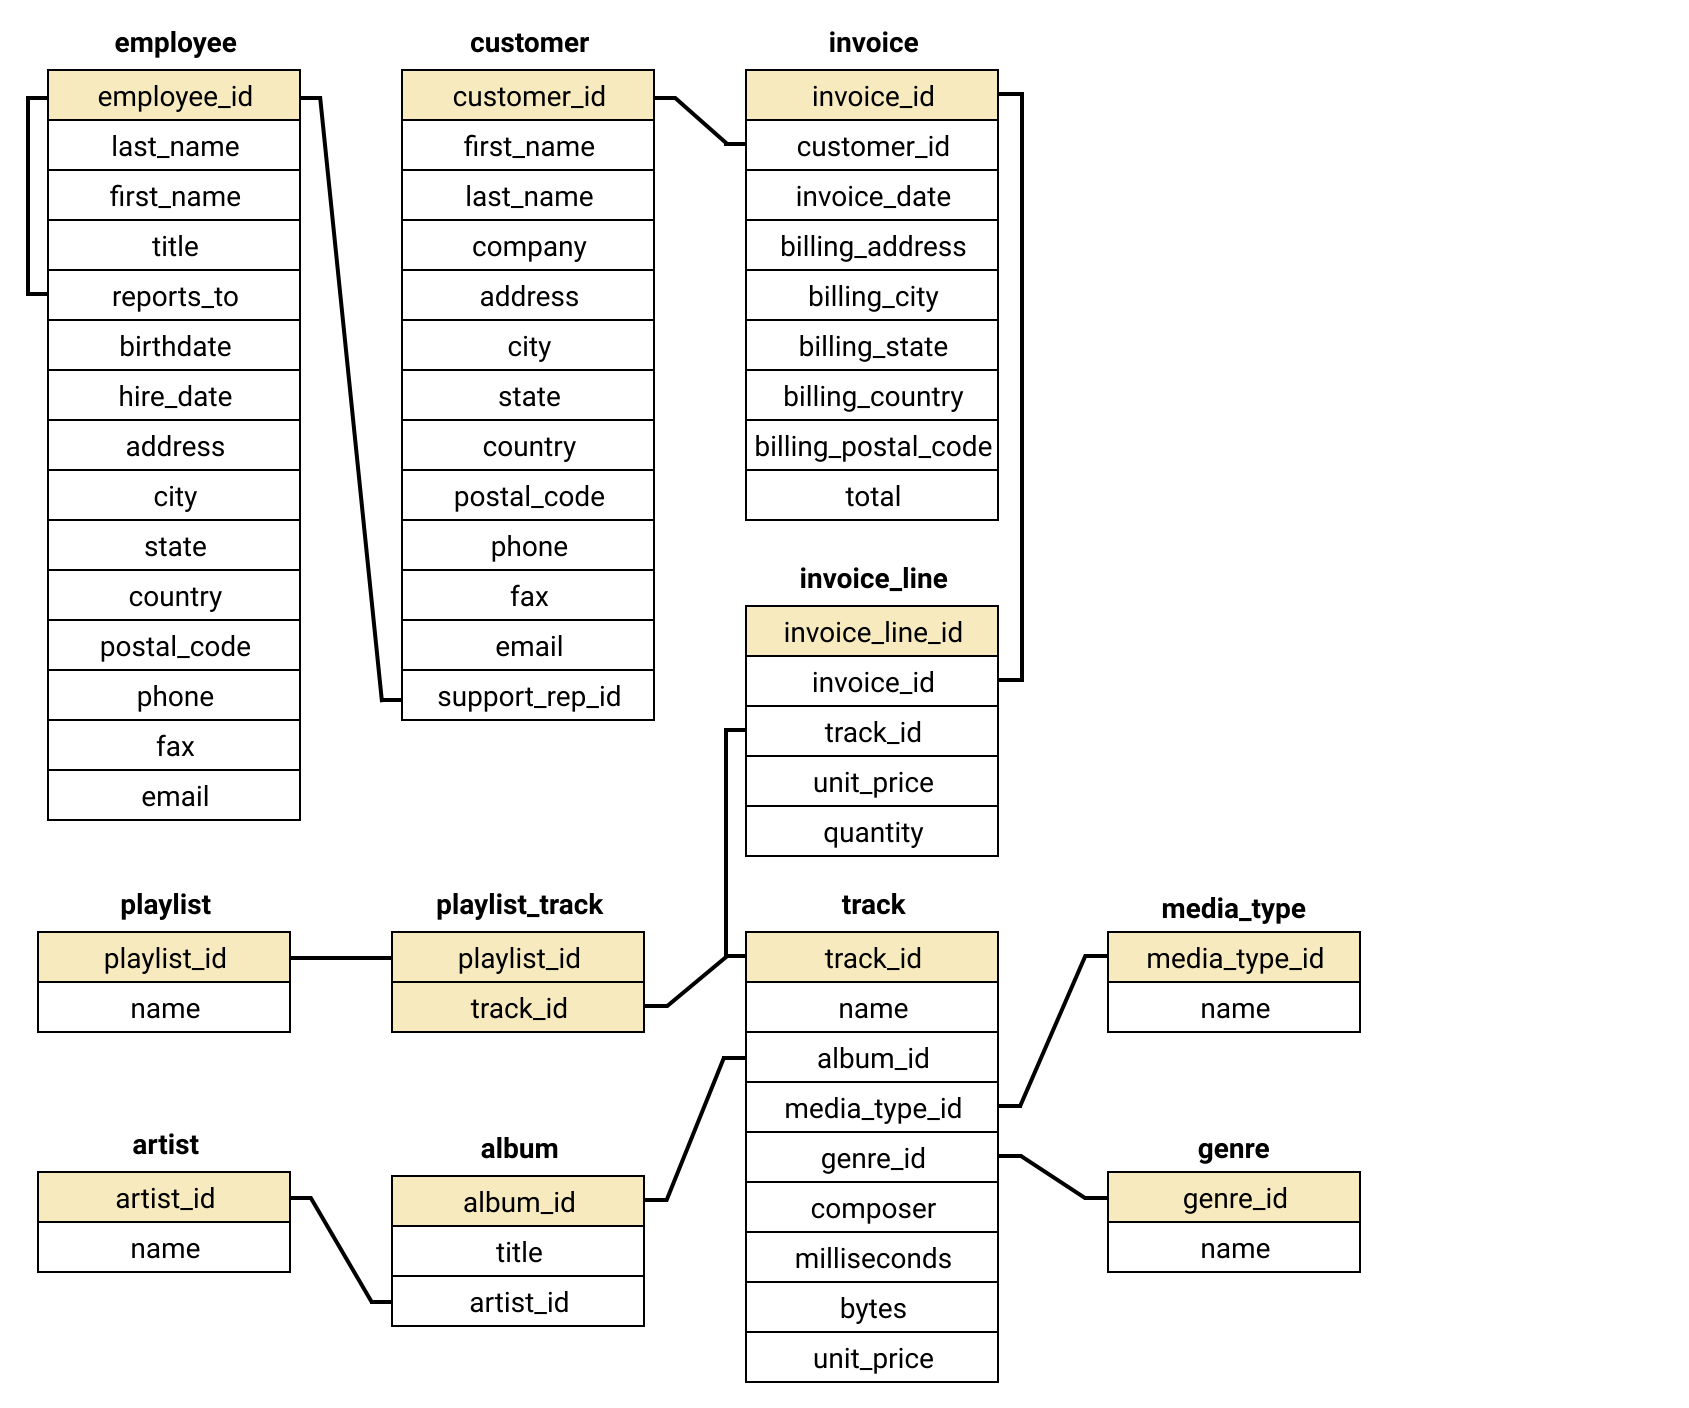 employee
employee_id
last_name
first_name
title
reports_to
birthdate
hire_date
address
city
state
country
postal_code
phone
fax
email
customer
customer_id
first_name
last_name
company
address
city
state
country
postal_code
phone
fax
email
support_rep_id
invoice
invoice_id
customer_id
invoice_date
billing_address
billing_city
billing_state
billing_country
billing_postal_code
total
invoice_line
invoice_line_id
invoice_id
track_id
unit_price
quantity
playlist
playlist_id
name
playlist_track
playlist_id
track_id
track
track_id
name
album_id
media_type_id
genre_id
composer
milliseconds
bytes
unit_price
media_type
media_type_id
name
artist
artist_id
name
album
album_id
title
artist_id
genre
genre_id
name